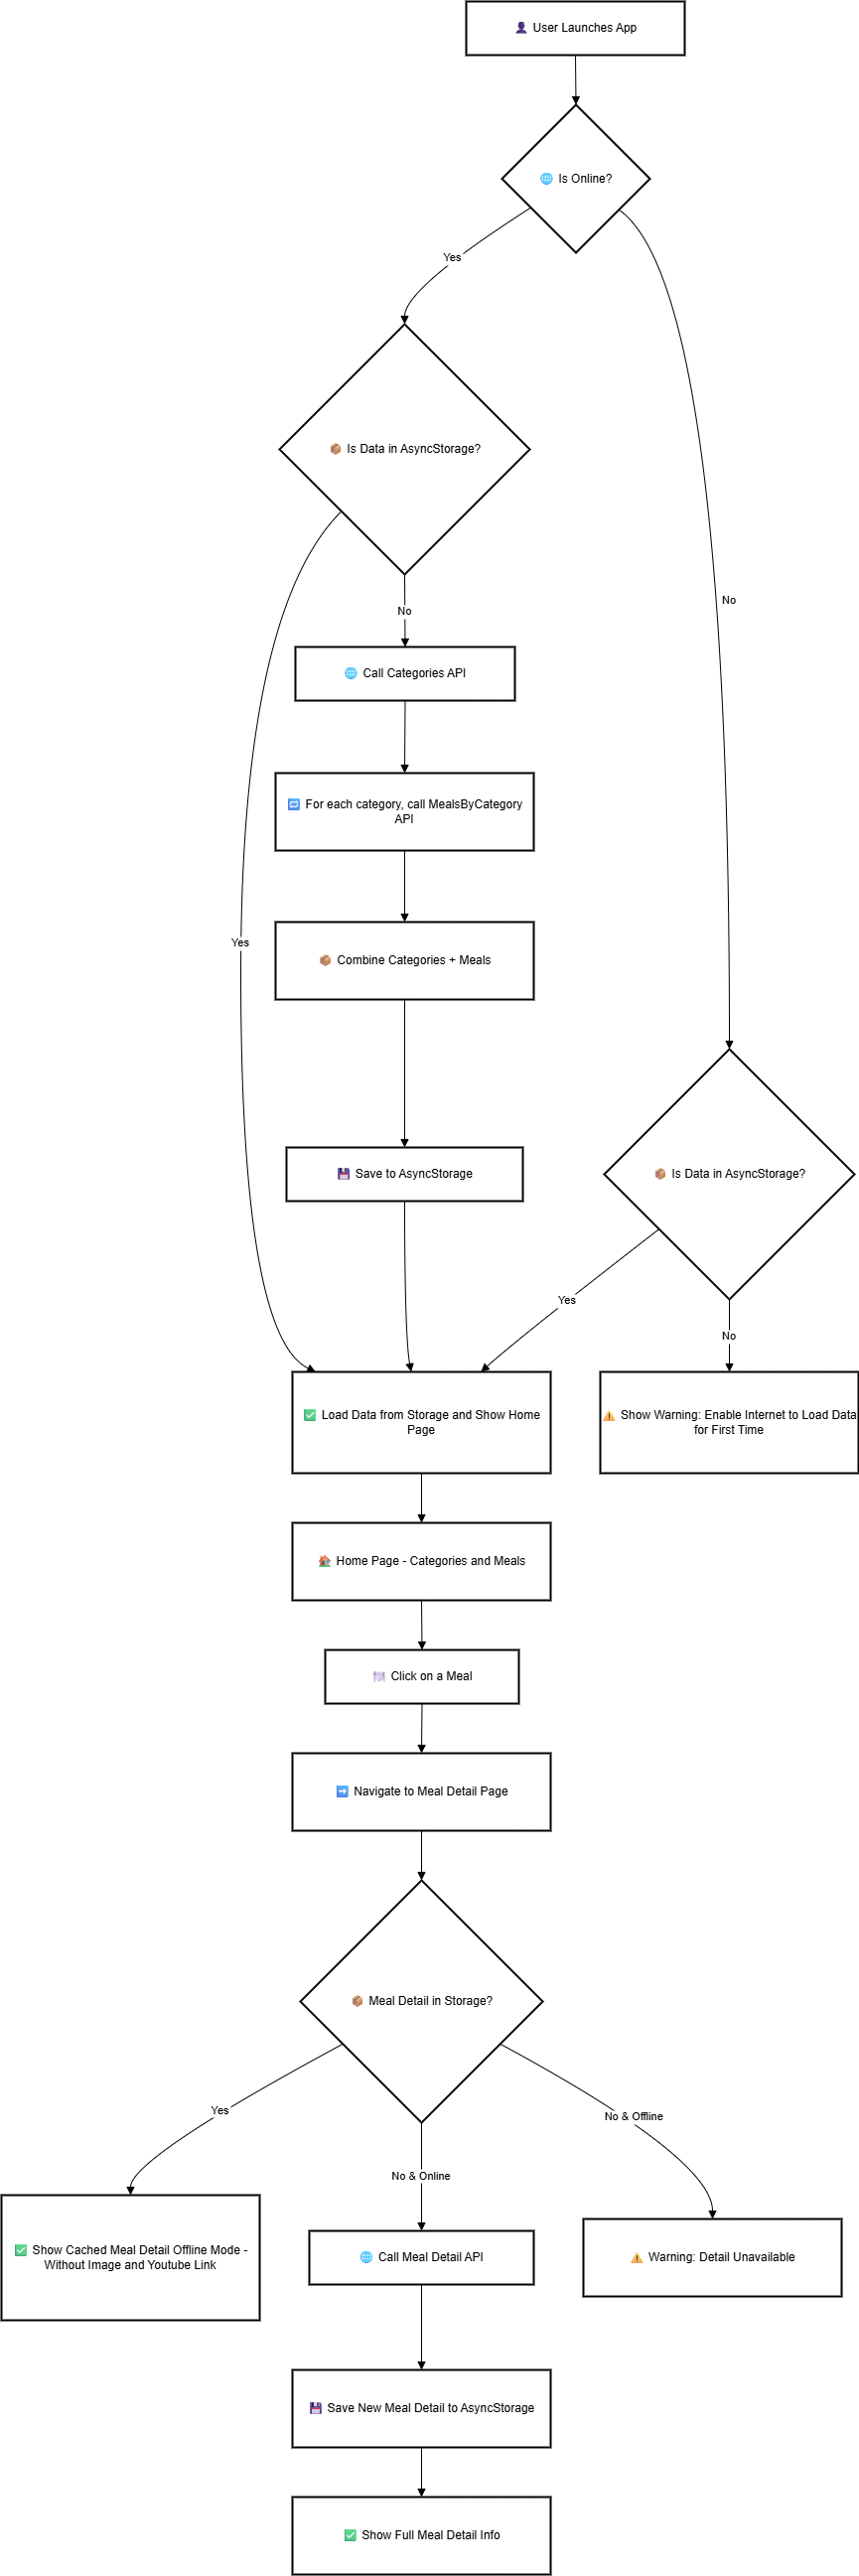 👤 User Launches App
🌐 Is Online?
Yes
📦 Is Data in AsyncStorage?
No
No
🌐 Call Categories API
🔁 For each category, call MealsByCategory
API
Yes
📦 Combine Categories + Meals
💾 Save to AsyncStorage
📦 Is Data in AsyncStorage?
Yes
No
✅ Load Data from Storage and Show Home
Page
⚠️ Show Warning: Enable Internet to Load Data
for First Time
🏠 Home Page - Categories and Meals
🍽️ Click on a Meal
➡️ Navigate to Meal Detail Page
📦 Meal Detail in Storage?
Yes
No & Offline
No & Online
✅ Show Cached Meal Detail Offline Mode -
Without Image and Youtube Link
🌐 Call Meal Detail API
⚠️ Warning: Detail Unavailable
💾 Save New Meal Detail to AsyncStorage
✅ Show Full Meal Detail Info